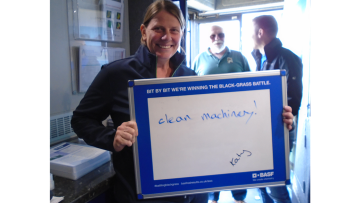 BIT BY BIT WE'RE WINNING THE BLACK-GRASS BATTLE.
clean machinery!
Katy
BASF